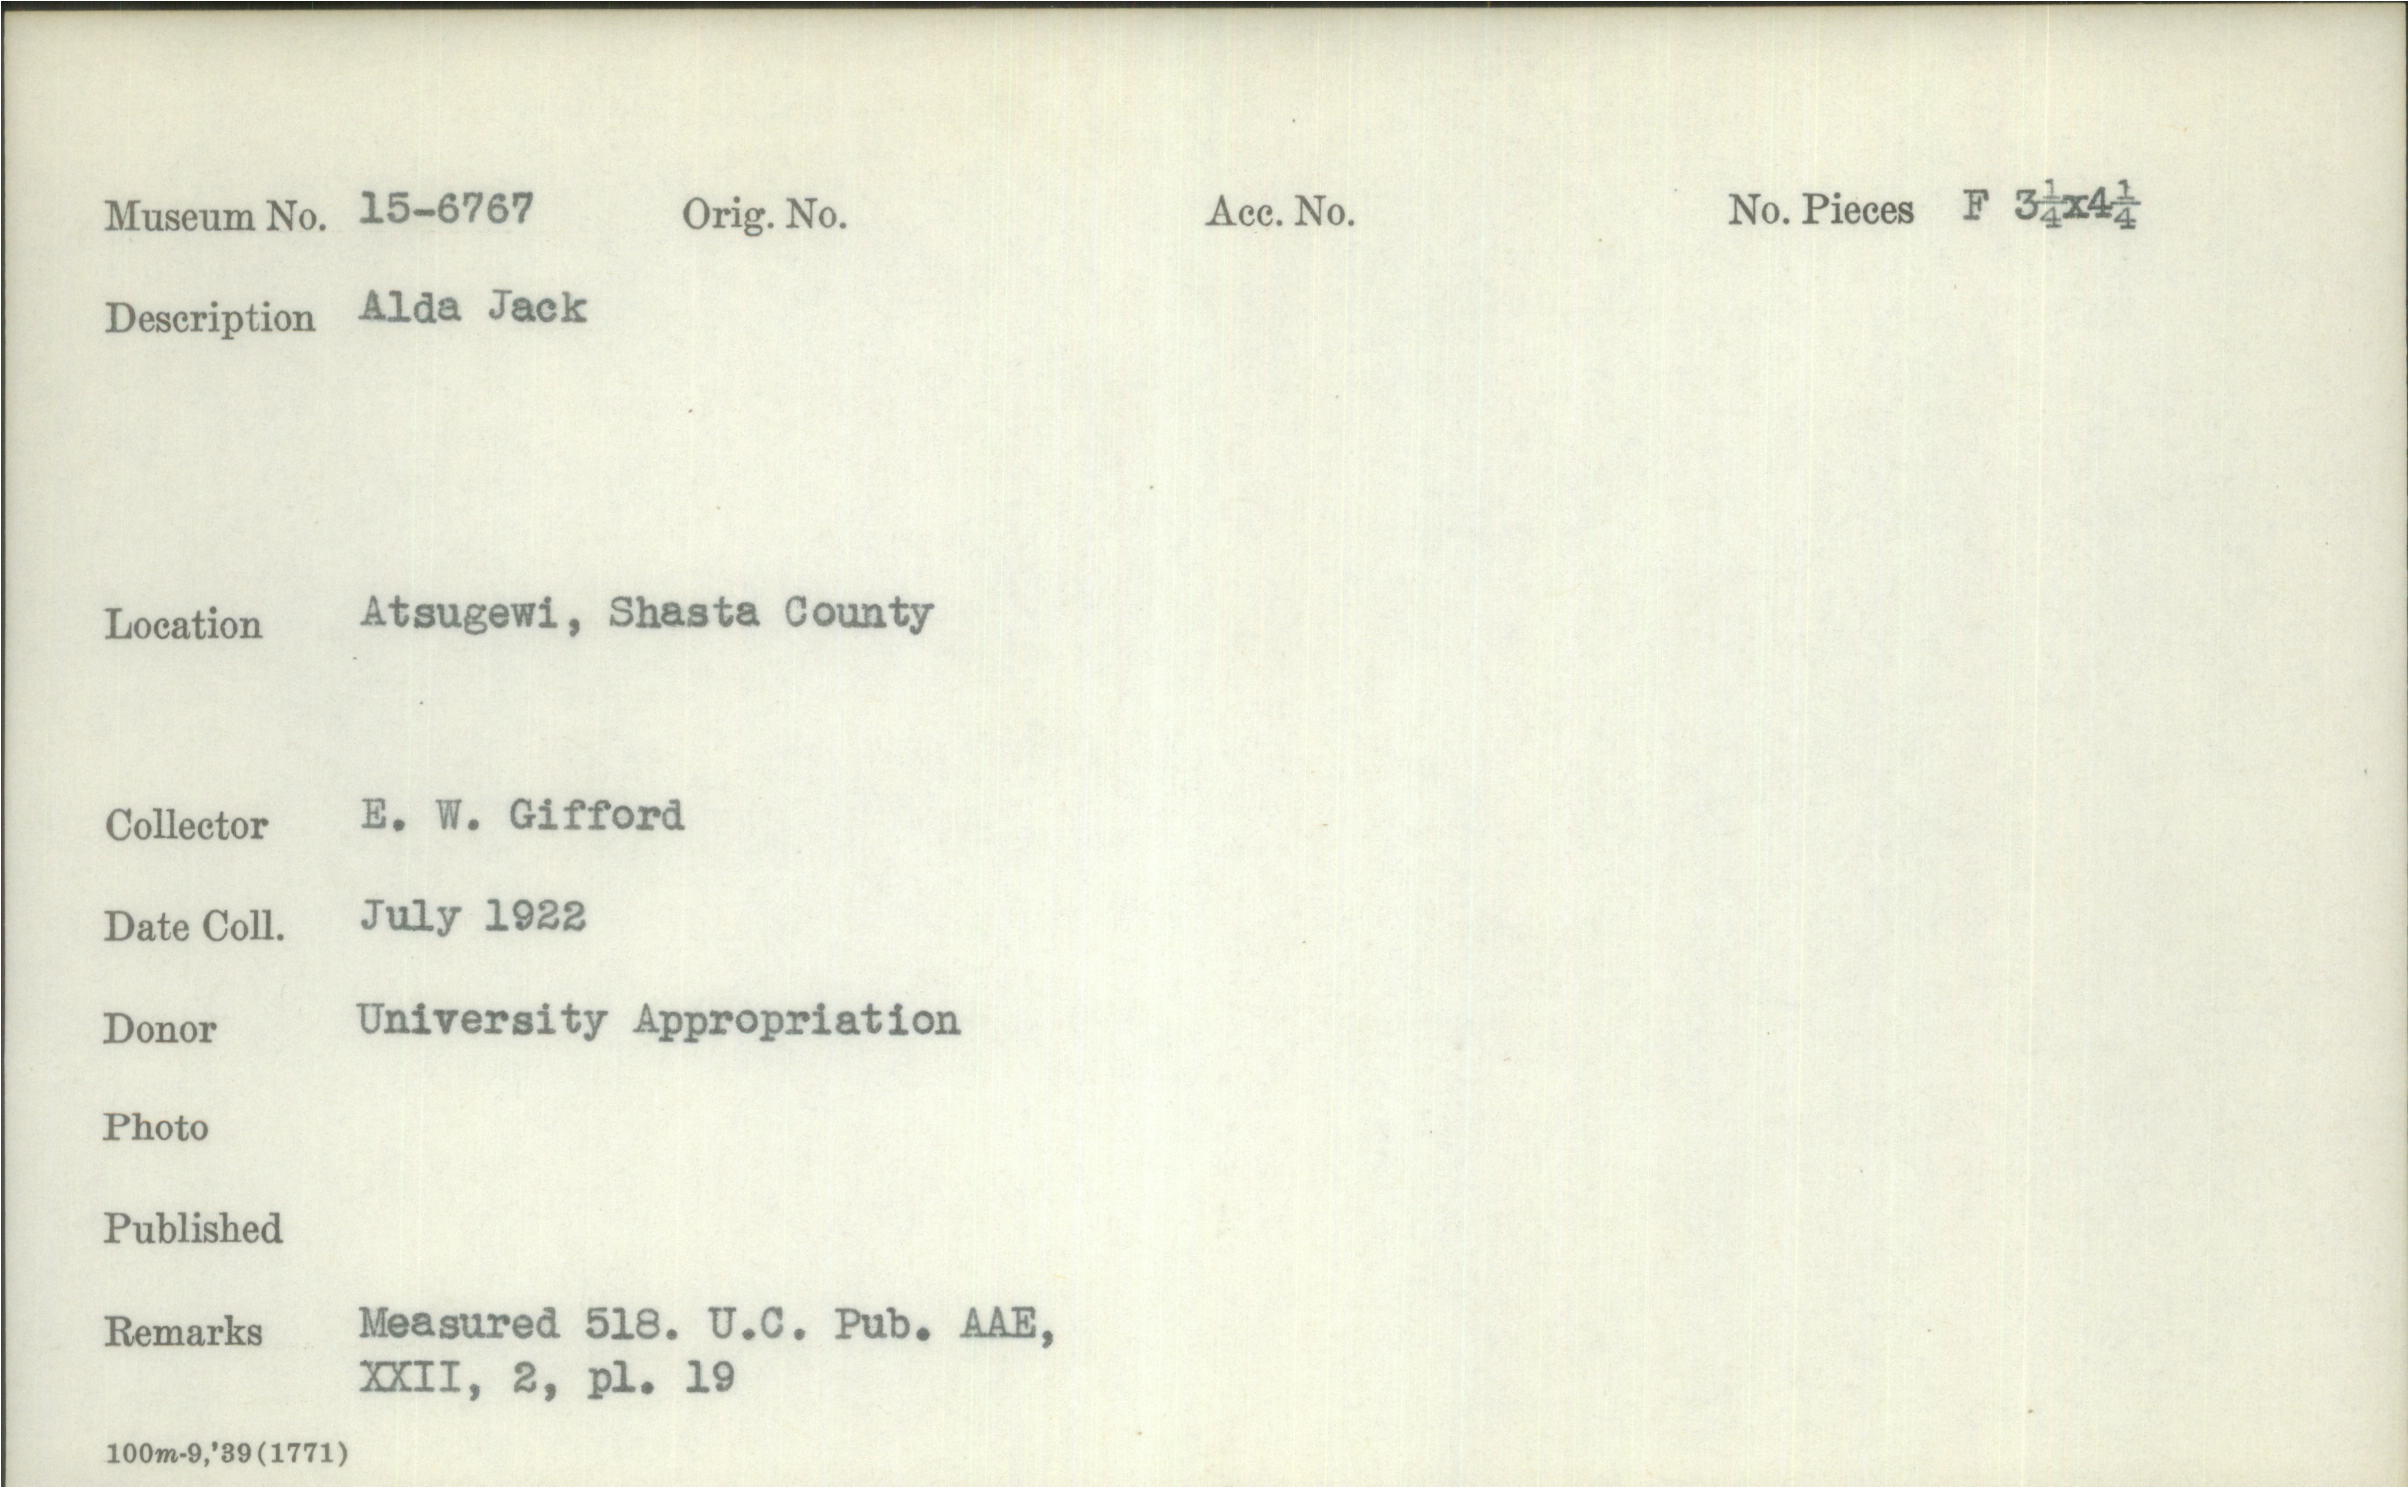 Museum No. 15-6767 Orig. No. Acc. No. No. Pieces F 3¼x4¼
Description Alda Jack
Location Atsugewi, Shasta County
Collector E. W. Gifford
Date Coll. July 1922
Donor University Appropriation
Photo
Published
Remarks Measured 518. U.C. Pub. AAE,
XXII, 2, pl. 19
100m-9,'39(1771)